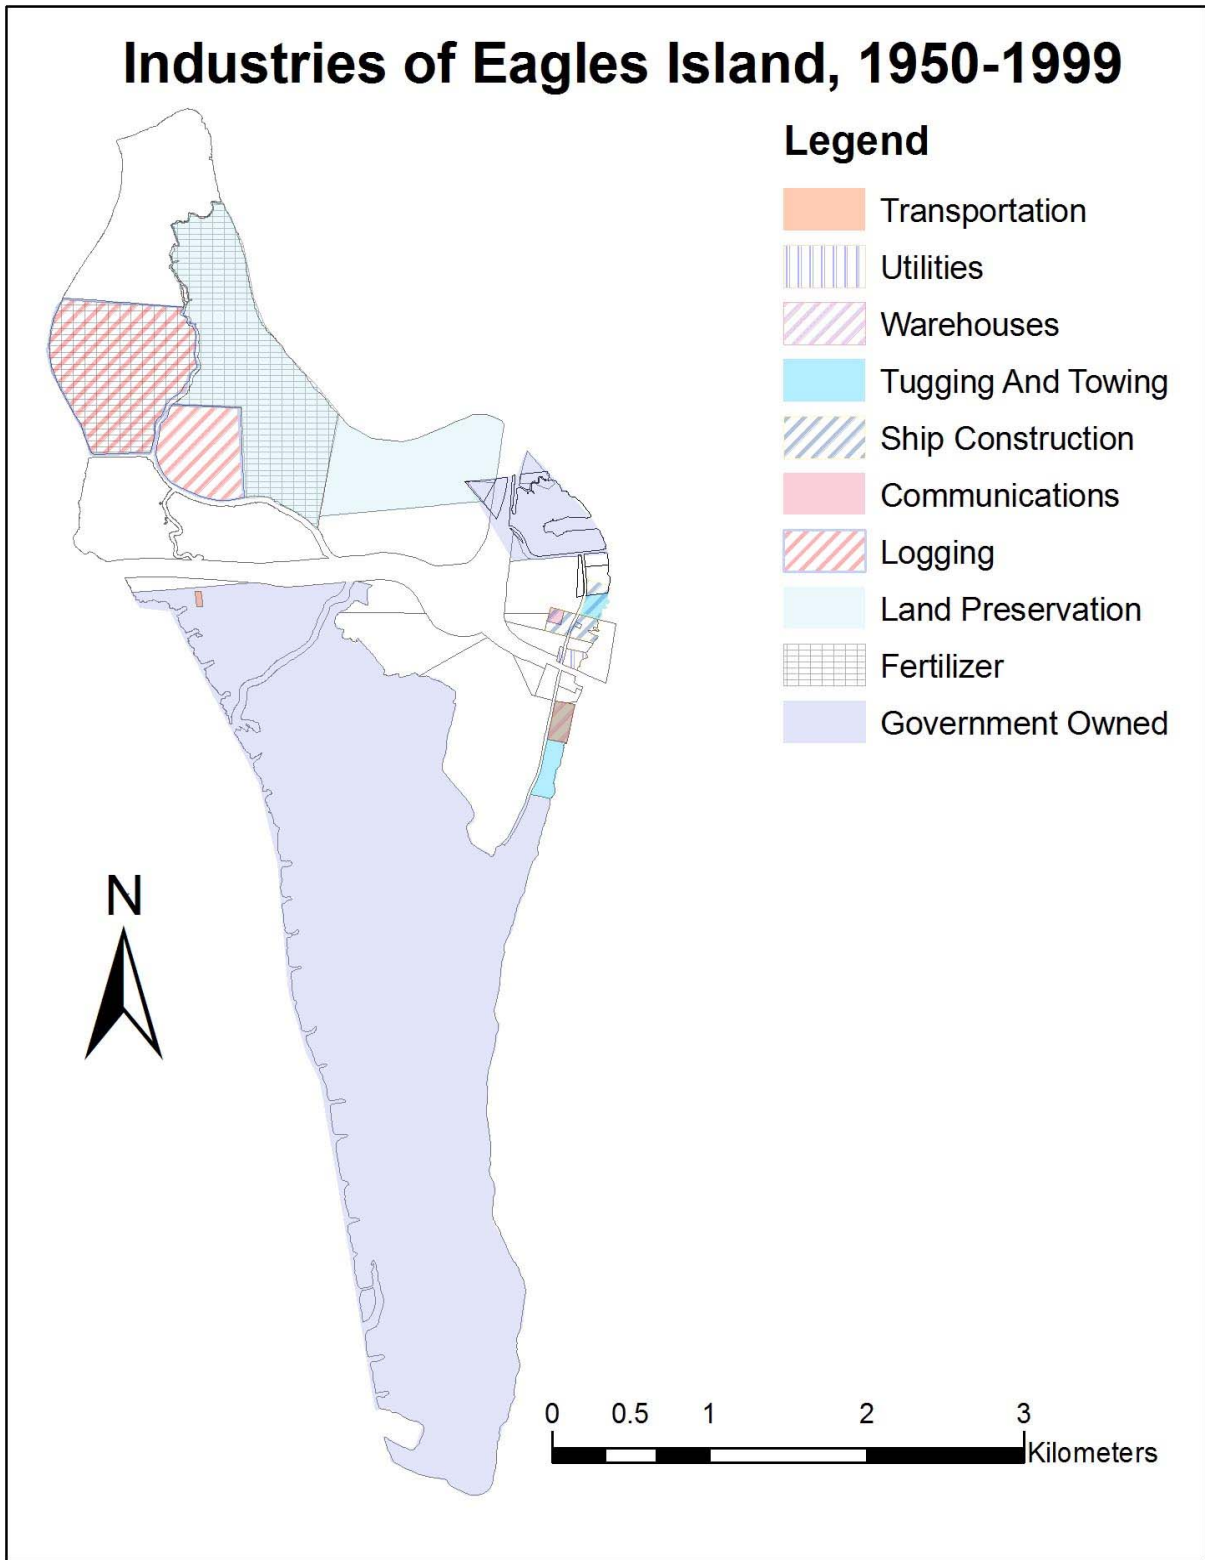 Industries of Eagles Island, 1950-1999
Legend
Transportation
Utilities
Warehouses
Tugging And Towing
Ship Construction
Communications
Logging
Land Preservation
Fertilizer
Government Owned
N
0 0.5 1 2 3
Kilometers